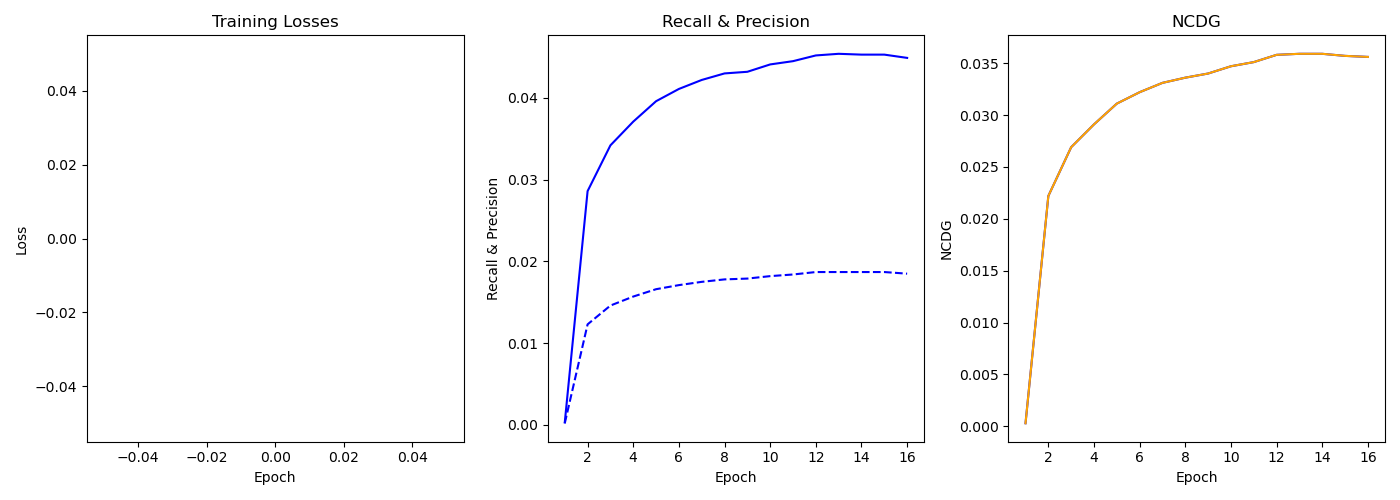 Training Losses
0.04
0.02
0.00
−0.02
−0.04
Loss
−0.04 −0.02 0.00 0.02 0.04
Epoch
Recall & Precision
0.04
0.03
0.02
0.01
0.00
Recall & Precision
2 4 6 8 10 12 14 16
Epoch
NCDG
0.035
0.030
0.025
0.020
0.015
0.010
0.005
0.000
NCDG
2 4 6 8 10 12 14 16
Epoch